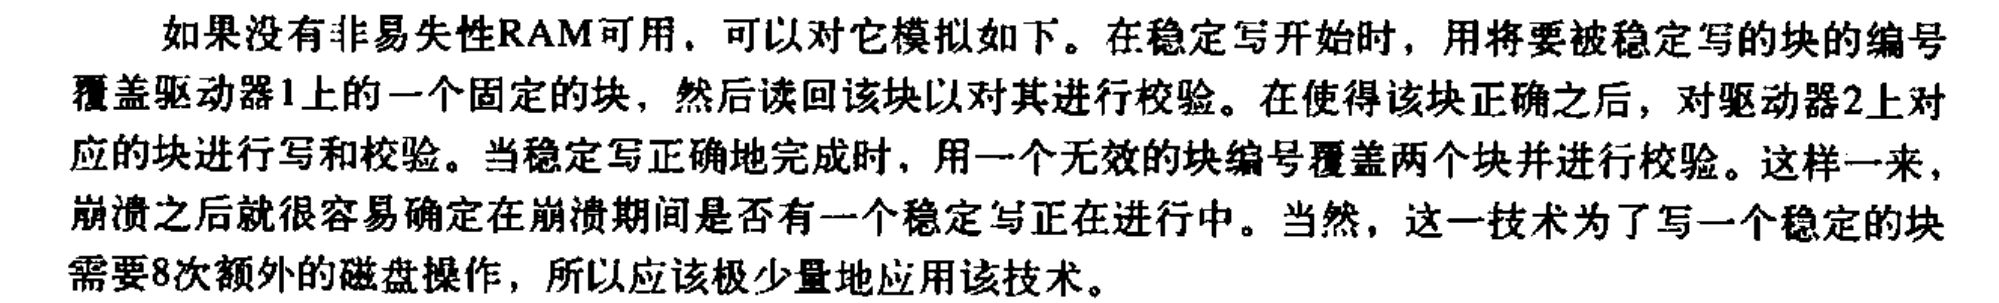 如果没有非易失性RAM可用，可以对它模拟如下。在稳定写开始时，用将要被稳定写的块的编号
覆盖驱动器1上的一个固定的块，然后读回该块以对其进行校验。在使得该块正确之后，对驱动器2上对
应的块进行写和校验。当稳定写正确地完成时，用一个无效的块编号覆盖两个块并进行校验。这样一来，
崩溃之后就很容易确定在崩溃期间是否有一个稳定写正在进行中。当然，这一技术为了写一个稳定的块
需要8次额外的磁盘操作，所以应该极少量地应用该技术。